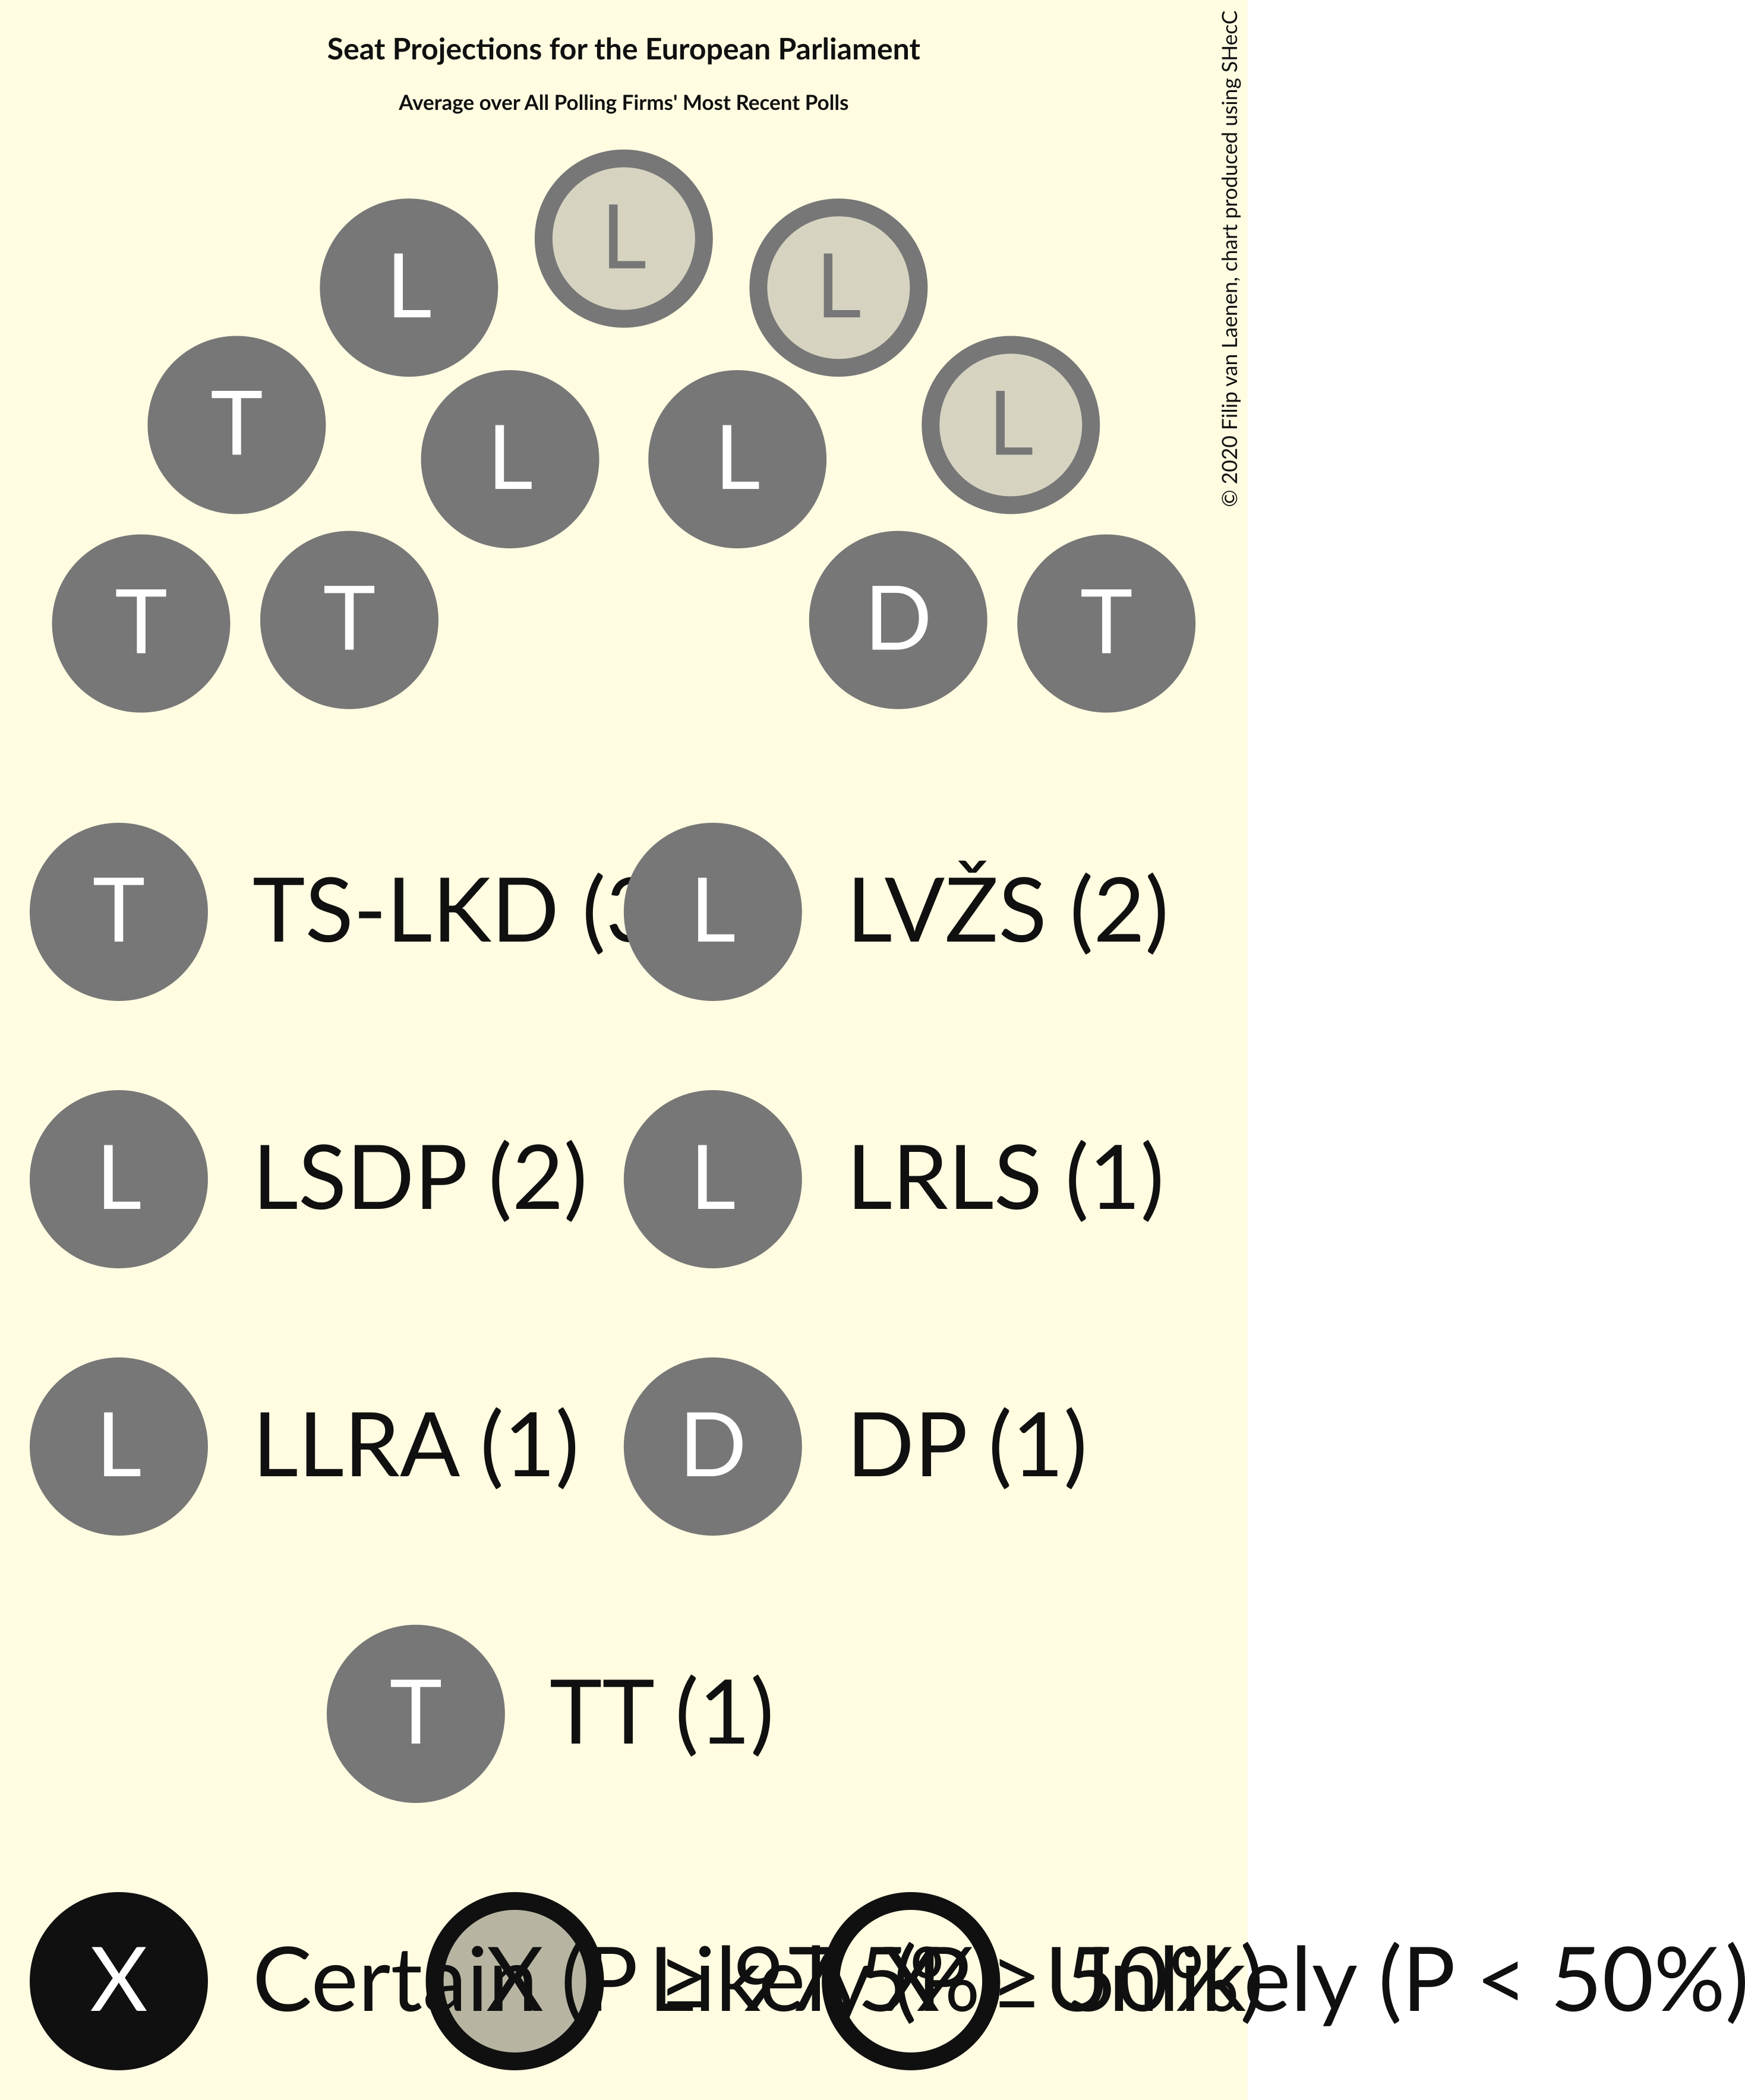 Seat Projections for the European Parliament
Average over All Polling Firms' Most Recent Polls
© 2020 Filip van Laenen, chart produced using SHecC
L
L L
T L
L L
T T D T
T TS-LKD (3 L LVŽS (2)
L LSDP (2) L LRLS (1)
L LLRA (1) D DP (1)
T TT (1)
X Certain (P ≥ 97.5%) X Likely (P ≥ 50%) X Unlikely (P < 50%)